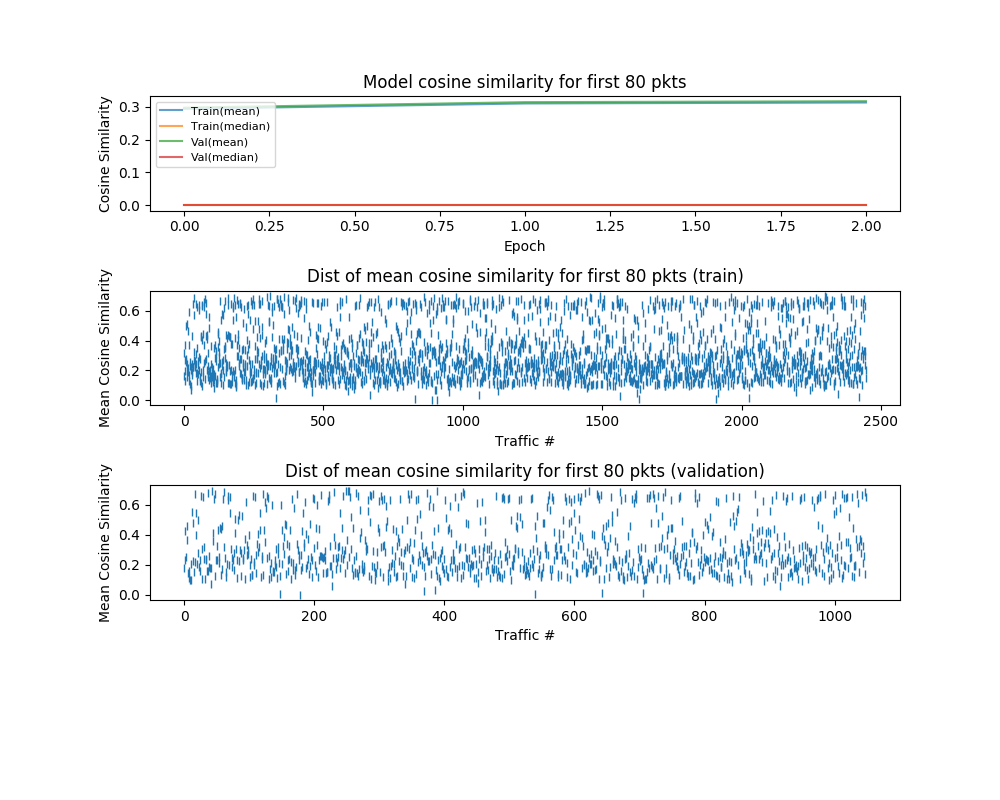 Model cosine similarity for first 80 pkts
Cosine Similarity
0.3
0.2
0.1
0.0
Train(mean)
Train(median)
Val(mean)
Val(median)
0.00 0.25 0.50 0.75 1.00 1.25 1.50 1.75 2.00
Epoch
Dist of mean cosine similarity for first 80 pkts (train)
Mean Cosine Similarity
0.6
0.4
0.2
0.0
0 500 1000 1500 2000 2500
Traffic #
Dist of mean cosine similarity for first 80 pkts (validation)
Mean Cosine Similarity
0.6
0.4
0.2
0.0
0 200 400 600 800 1000
Traffic #